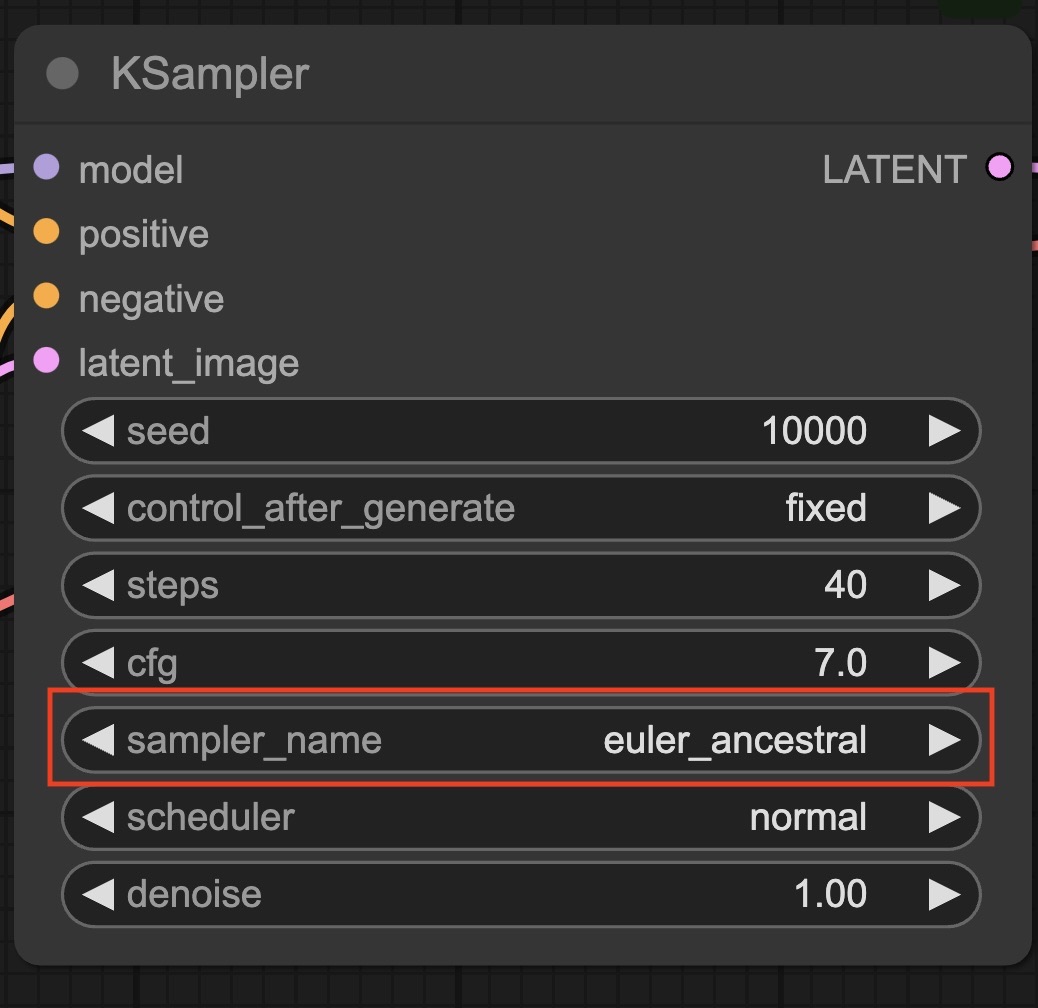 KSampler
model LATENT
positive
negative
latent_image
seed 10000
control_after_generate fixed
steps 40
cfg 7.0
sampler_name euler_ancestral
scheduler normal
denoise 1.00